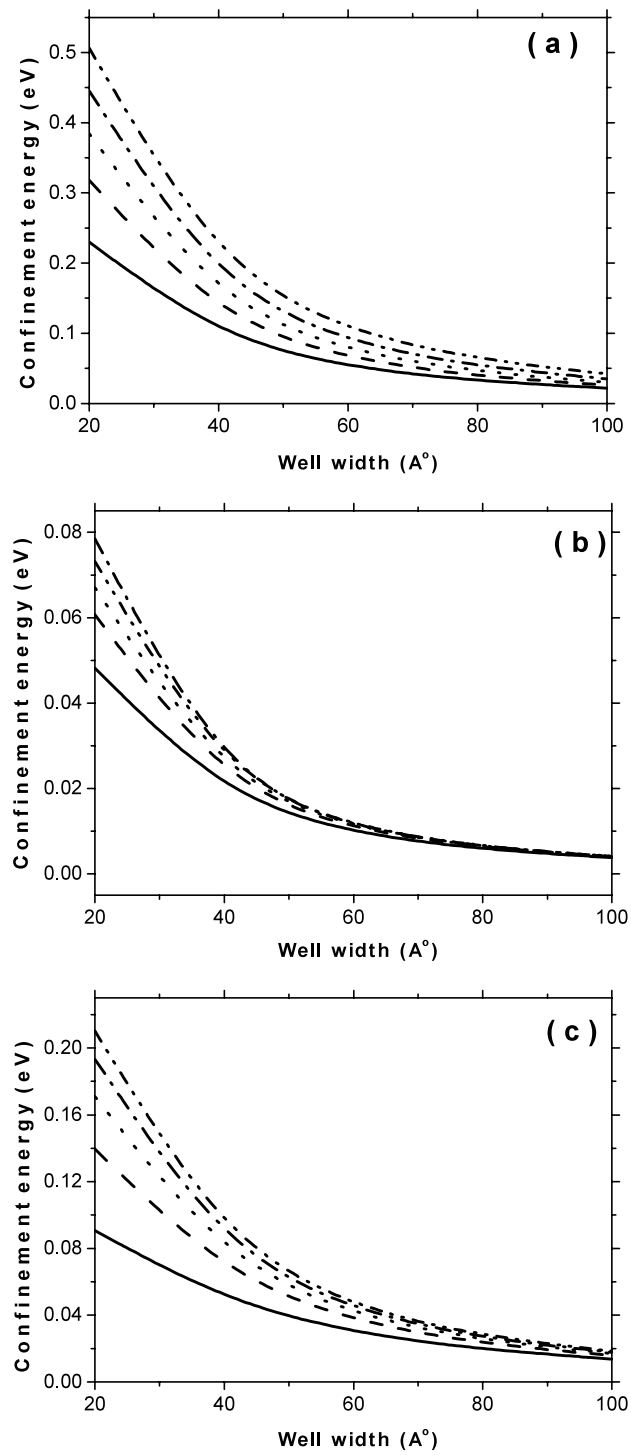 ( a )
0.5
0.4
0.3
0.2
0.1
0.0
Confinement energy (eV)
20 40 60 80 100
Well width (A°)
( b )
0.08
0.06
0.04
0.02
0.00
Confinement energy (eV)
20 40 60 80 100
Well width (A°)
( c )
0.20
0.16
0.12
0.08
0.04
0.00
Confinement energy (eV)
20 40 60 80 100
Well width (A°)